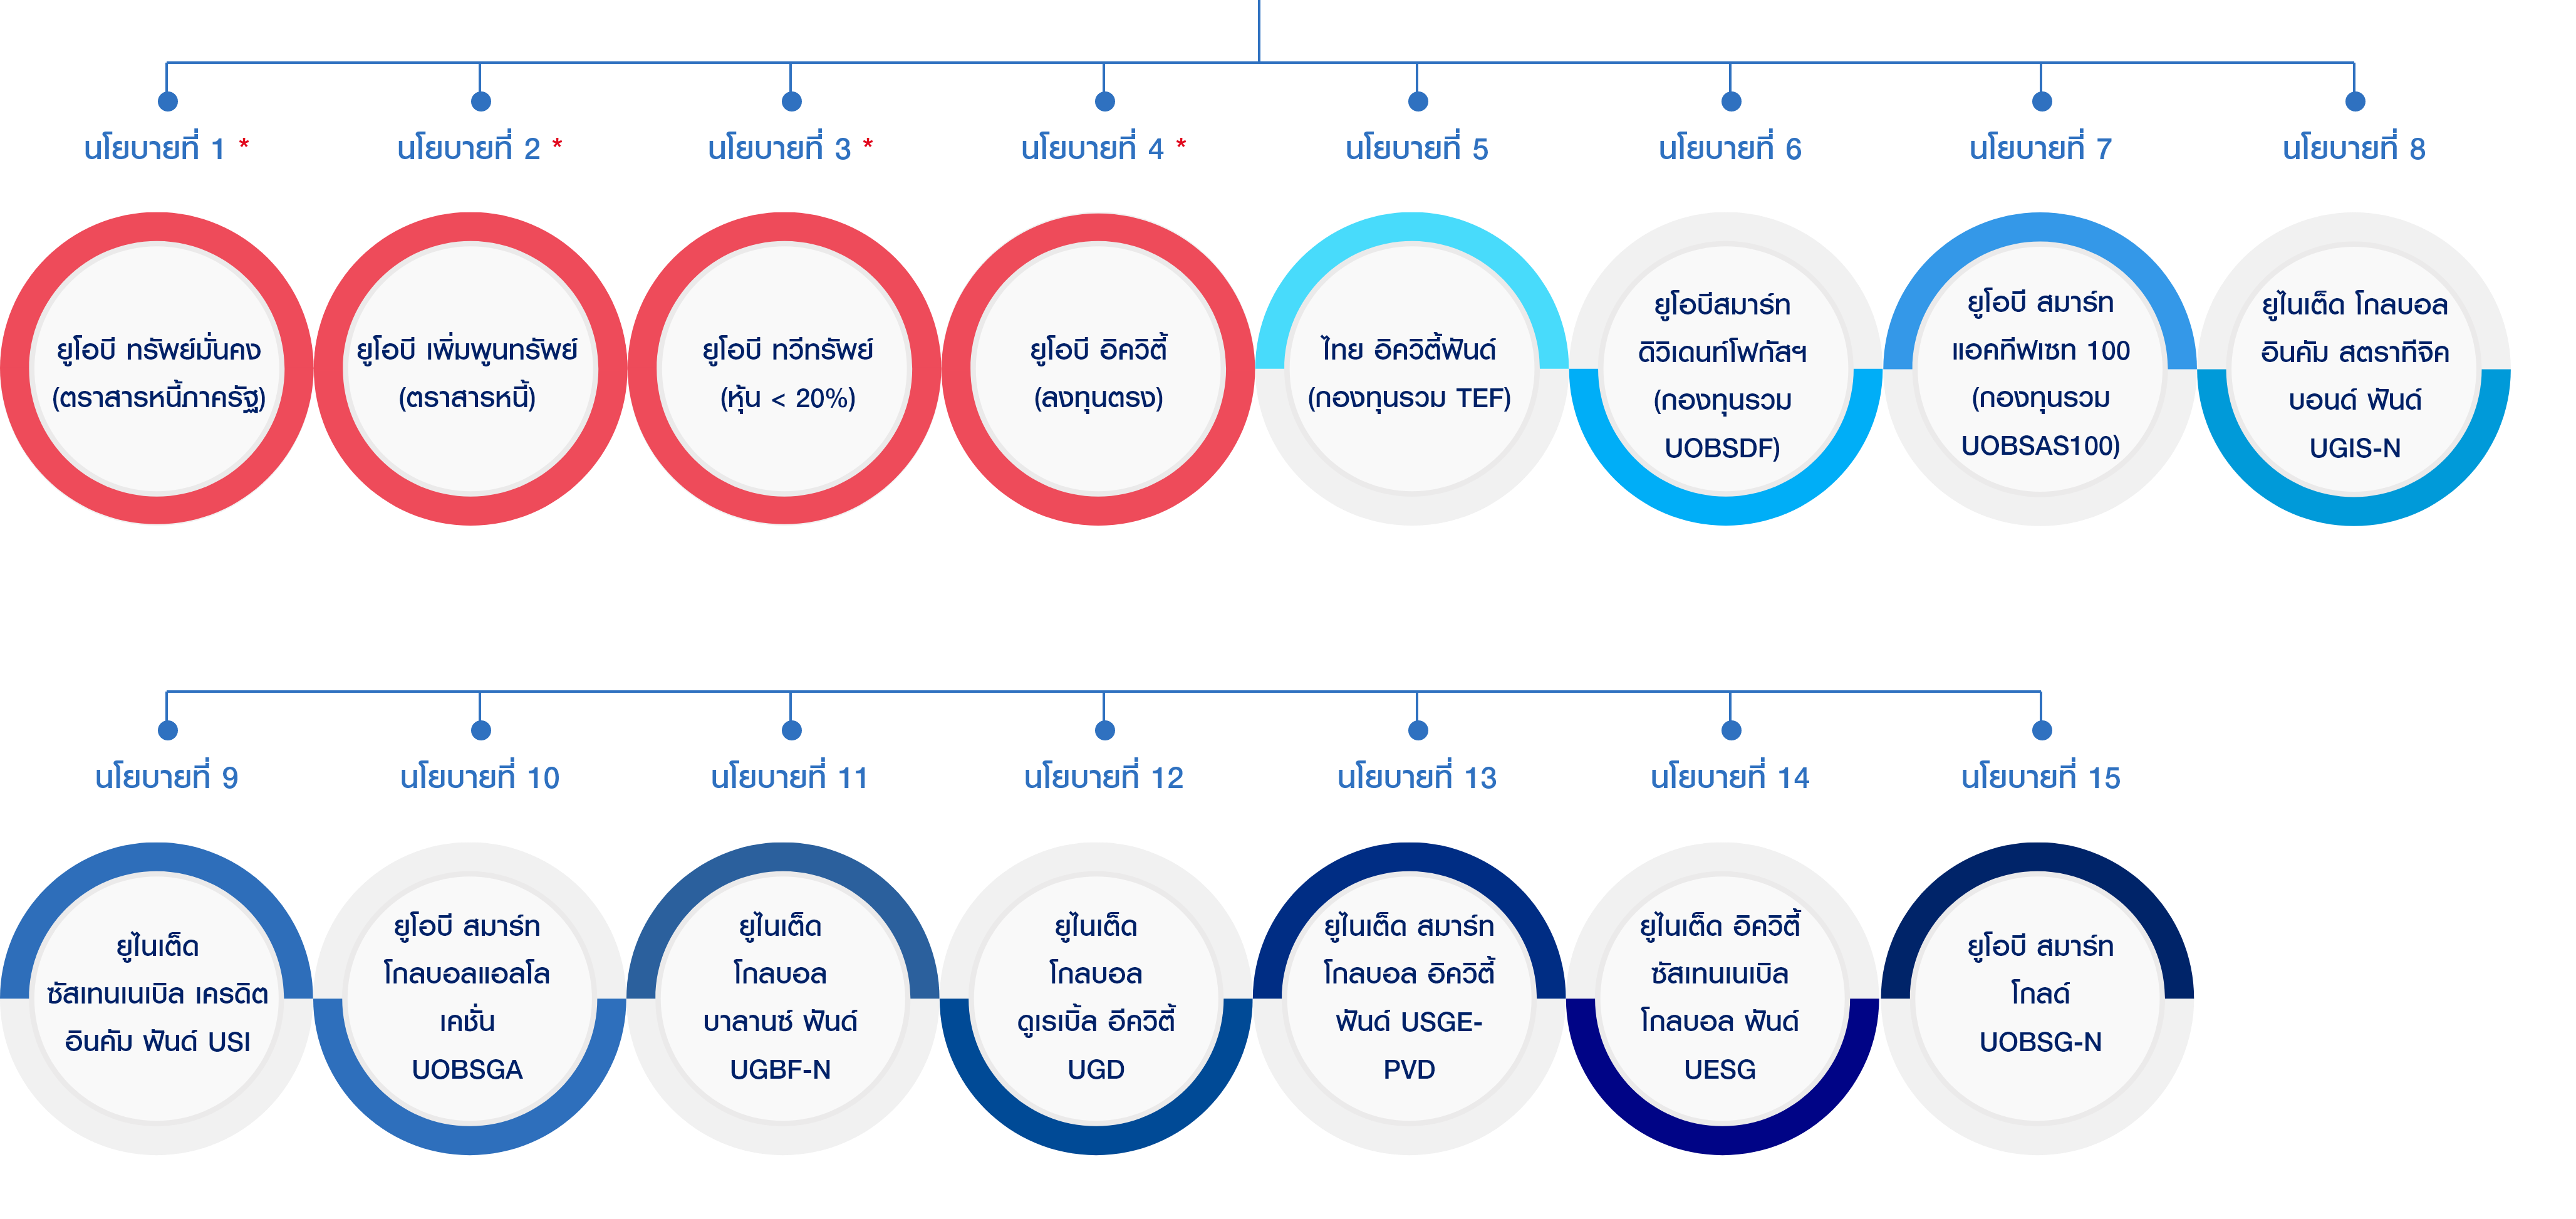 นโยบายที่ 1 *
นโยบายที่ 2 *
นโยบายที่ 3 *
นโยบายที่ 4 *
นโยบายที่ 5
นโยบายที่ 6
นโยบายที่ 7
นโยบายที่ 8
ยูโอบี ทรัพย์มั่นคง
(ตราสารหนี้ภาครัฐ)
ยูโอบี เพิ่มพูนทรัพย์
(ตราสารหนี้)
ยูโอบี ทวีทรัพย์
(หุ้น < 20%)
ยูโอบี อิควิตี้
(ลงทุนตรง)
ไทย อิควิตี้ฟันด์
(กองทุนรวม TEF)
ยูโอบีสมาร์ท
ดิวิเดนท์โฟกัสฯ
(กองทุนรวม
UOBSDF)
ยูโอบี สมาร์ท
แอคทีฟเซท 100
(กองทุนรวม
UOBSAS100)
ยูไนเต็ด โกลบอล
อินคัม สตราทีจิค
บอนด์ ฟันด์
UGIS-N
นโยบายที่ 9
นโยบายที่ 10
นโยบายที่ 11
นโยบายที่ 12
นโยบายที่ 13
นโยบายที่ 14
นโยบายที่ 15
ยูไนเต็ด
ซัสเทนเนเบิล เครดิต
อินคัม ฟันด์ USI
ยูโอบี สมาร์ท
โกลบอลแอลโล
เคชั่น
UOBSGA
ยูไนเต็ด
โกลบอล
บาลานซ์ ฟันด์
UGBF-N
ยูไนเต็ด
โกลบอล
ดูเรเบิ้ล อีควิตี้
UGD
ยูไนเต็ด สมาร์ท
โกลบอล อิควิตี้
ฟันด์ USGE-
PVD
ยูไนเต็ด อิควิตี้
ซัสเทนเนเบิล
โกลบอล ฟันด์
UESG
ยูโอบี สมาร์ท
โกลด์
UOBSG-N